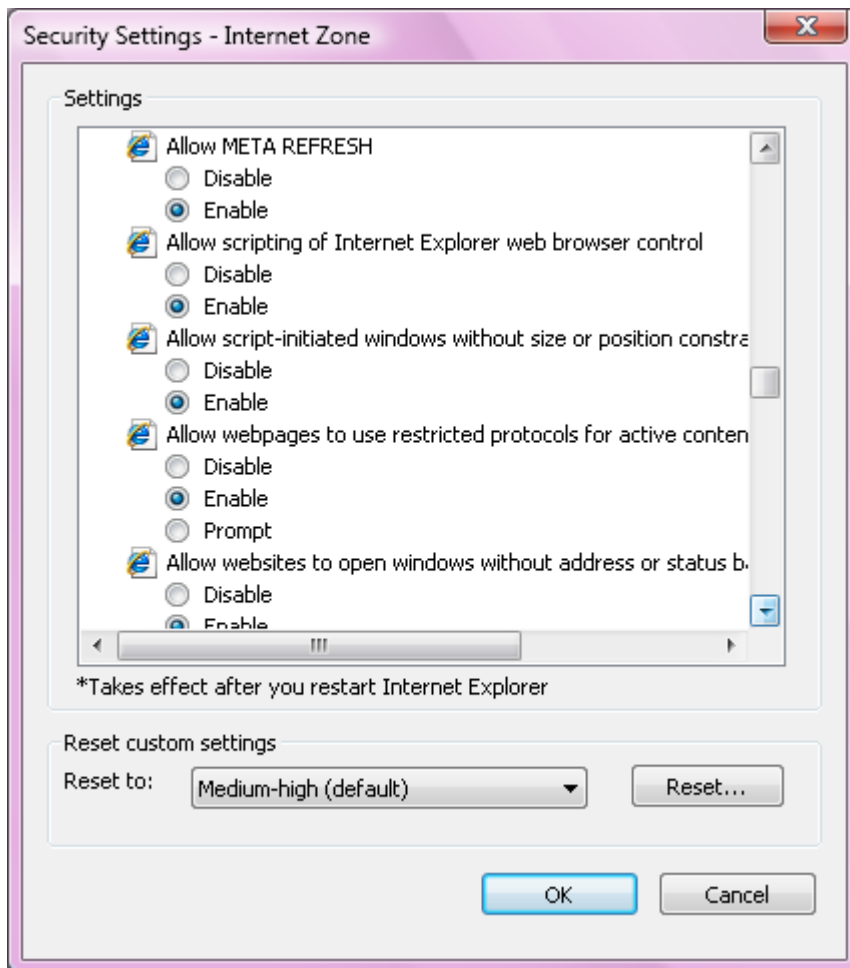 Security Settings - Internet Zone
Settings
Allow META REFRESH
Disable
Enable
Allow scripting of Internet Explorer web browser control
Disable
Enable
Allow script-initiated windows without size or position constra
Disable
Enable
Allow webpages to use restricted protocols for active conten
Disable
Enable
Prompt
Allow websites to open windows without address or status b
Disable
Enable
*Takes effect after you restart Internet Explorer
Reset custom settings
Reset to:
Medium-high (default)
Reset...
OK
Cancel